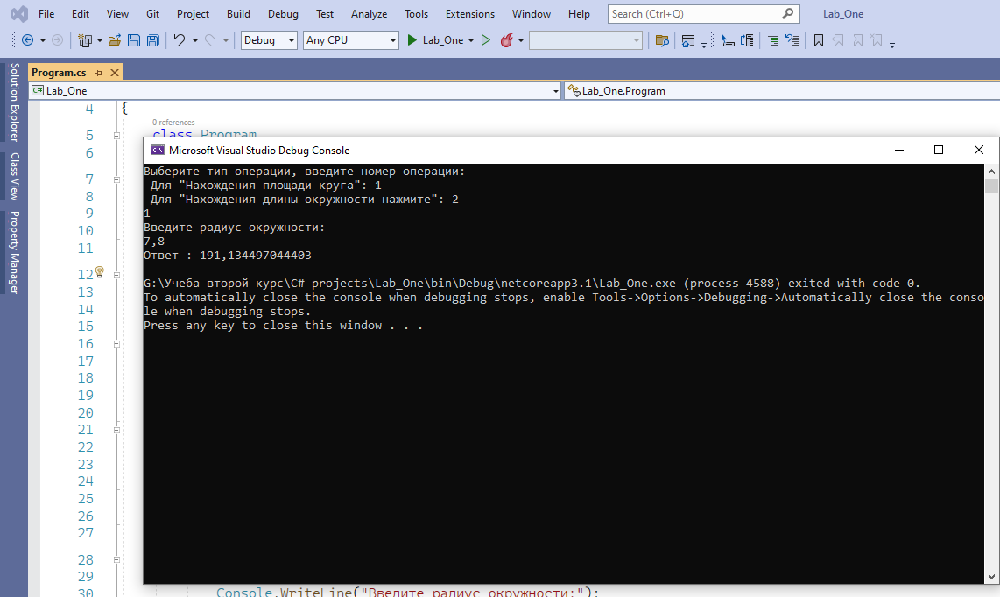 File Edit View Git Project Build Debug Test Analyze Tools Extensions Window Help Search (Ctrl+Q) Lab_One
Debug Any CPU Lab_One
Solution Explorer
Class View
Property Manager
Program.cs
Lab_One Lab_One.Program
4 {
0 references
5 class Program
6
7
8
9
10
11
12
13
14
15
16
17
18
19
20
21
22
23
24
25
26
27
28
29
30 Console.WriteLine("Введите радиус окружности:");
Microsoft Visual Studio Debug Console
Выберите тип операции, введите номер операции:
Для "Нахождения площади круга": 1
Для "Нахождения длины окружности нажмите": 2
1
Введите радиус окружности:
7,8
Ответ : 191,134497044403
G:\Учеба второй курс\C# projects\Lab_One\bin\Debug\netcoreapp3.1\Lab_One.exe (process 4588) exited with code 0.
To automatically close the console when debugging stops, enable Tools->Options->Debugging->Automatically close the conso
le when debugging stops.
Press any key to close this window . . .